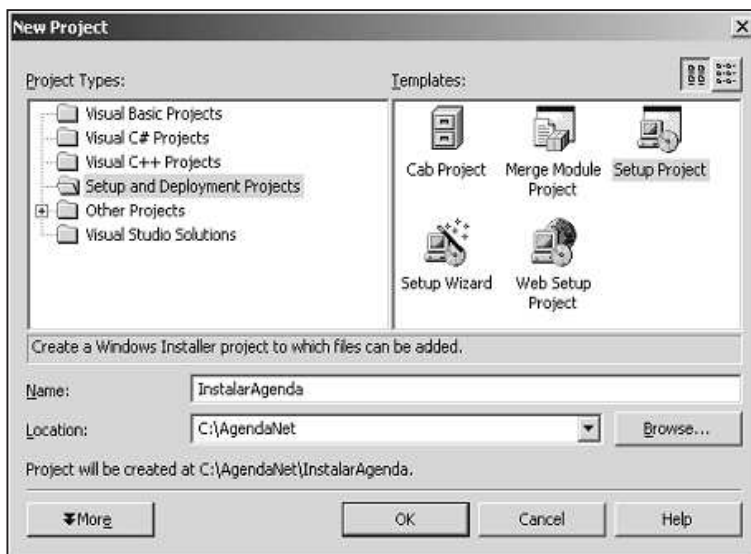 New Project
Project Types:
Templates:
Visual Basic Projects
Visual C# Projects
Visual C++ Projects
Setup and Deployment Projects
Other Projects
Visual Studio Solutions
Cab Project
Merge Module
Project
Setup Project
Setup Wizard
Web Setup
Project
Create a Windows Installer project to which files can be added.
Name:
InstalarAgenda
Location:
C:\AgendaNet
Browse...
Project will be created at C:\AgendaNet\InstalarAgenda.
More
OK
Cancel
Help